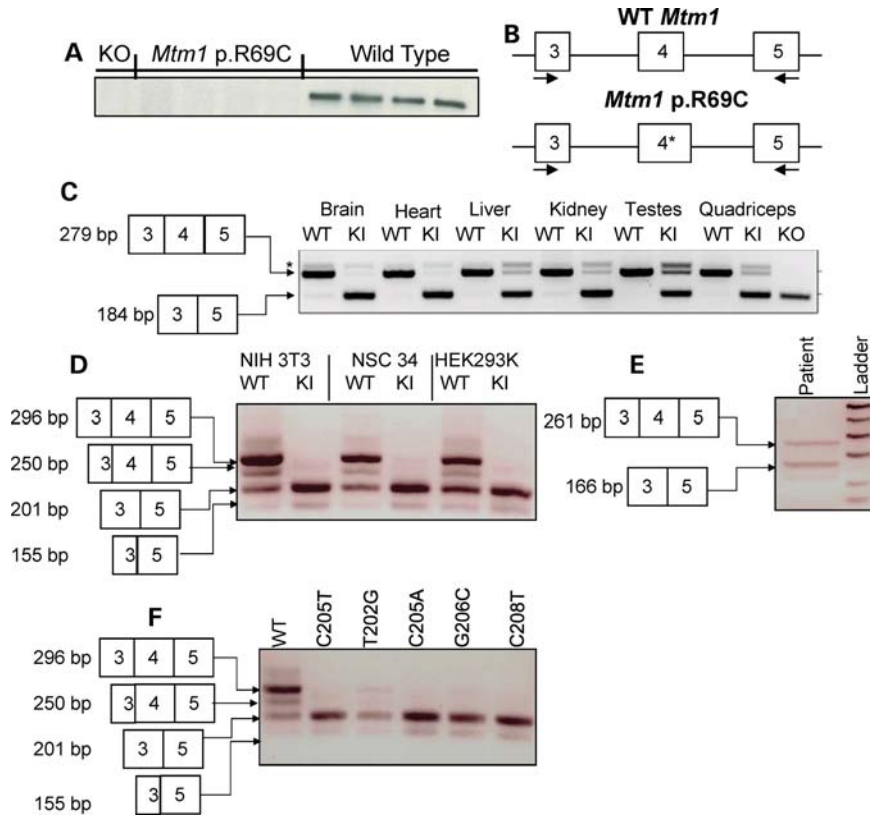 A
KO Mtm1 p.R69C Wild Type
B
WT Mtm1
3 4 5
Mtm1 p.R69C
3 4* 5
C
Brain Heart Liver Kidney Testes Quadriceps
WT KI WT KI WT KI WT KI WT KI WT KI KO
279 bp 3 4 5
*
184 bp 3 5
D
NIH 3T3 NSC 34 HEK293K
WT KI WT KI WT KI
296 bp 3 4 5
250 bp 3 4 5
201 bp 3 5
155 bp 3 5
E
Patient Ladder
261 bp 3 4 5
166 bp 3 5
F
WT C205T T202G C205A G206C C208T
296 bp 3 4 5
250 bp 3 4 5
201 bp 3 5
155 bp 3 5